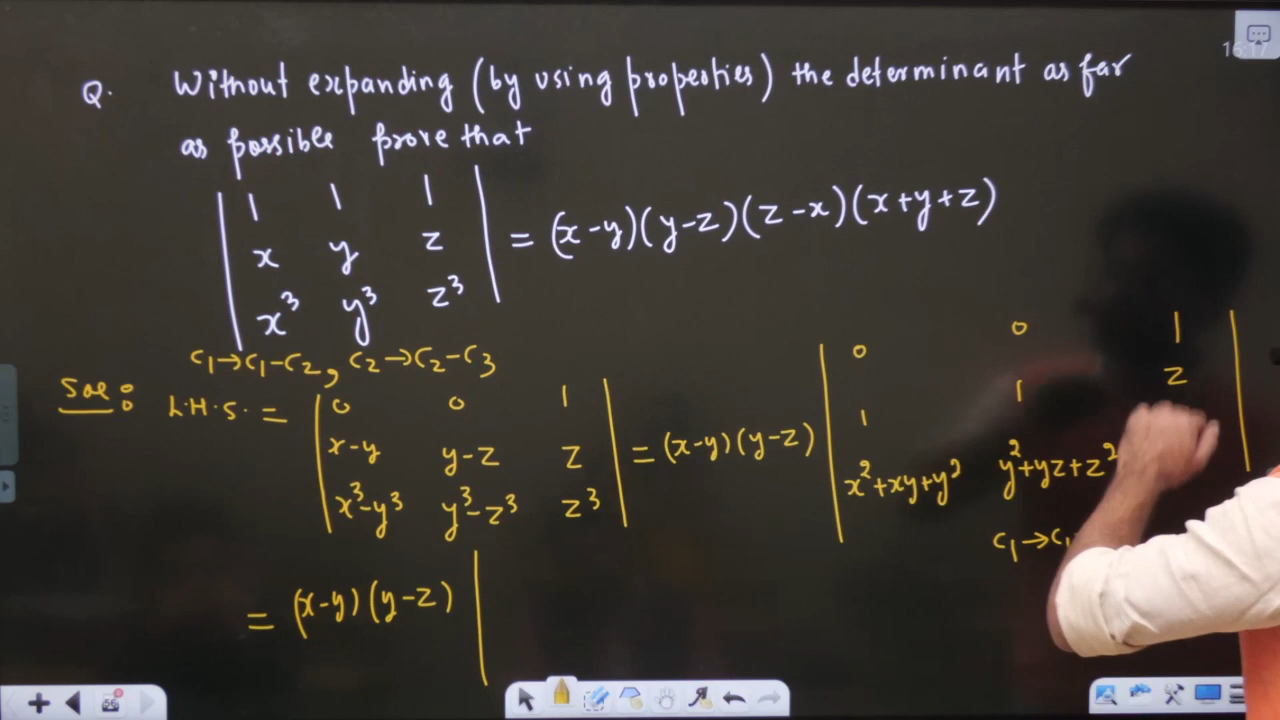 16:17
Q. Without expanding (by using properties) the determinant as far
as possible prove that
| 1 1 1 |
| x y z | = (x-y)(y-z)(z-x)(x+y+z)
| x³ y³ z³ |
C₁→C₁-C₂, C₂→C₂-C₃
Sol: L.H.S. = | 0 0 1 |
| x-y y-z z | = (x-y)(y-z)
| x³-y³ y³-z³ z³ |
| 0 0 1 |
| 1 1 z |
| x²+xy+y² y²+yz+z²
C₁→C₁
= (x-y)(y-z) |